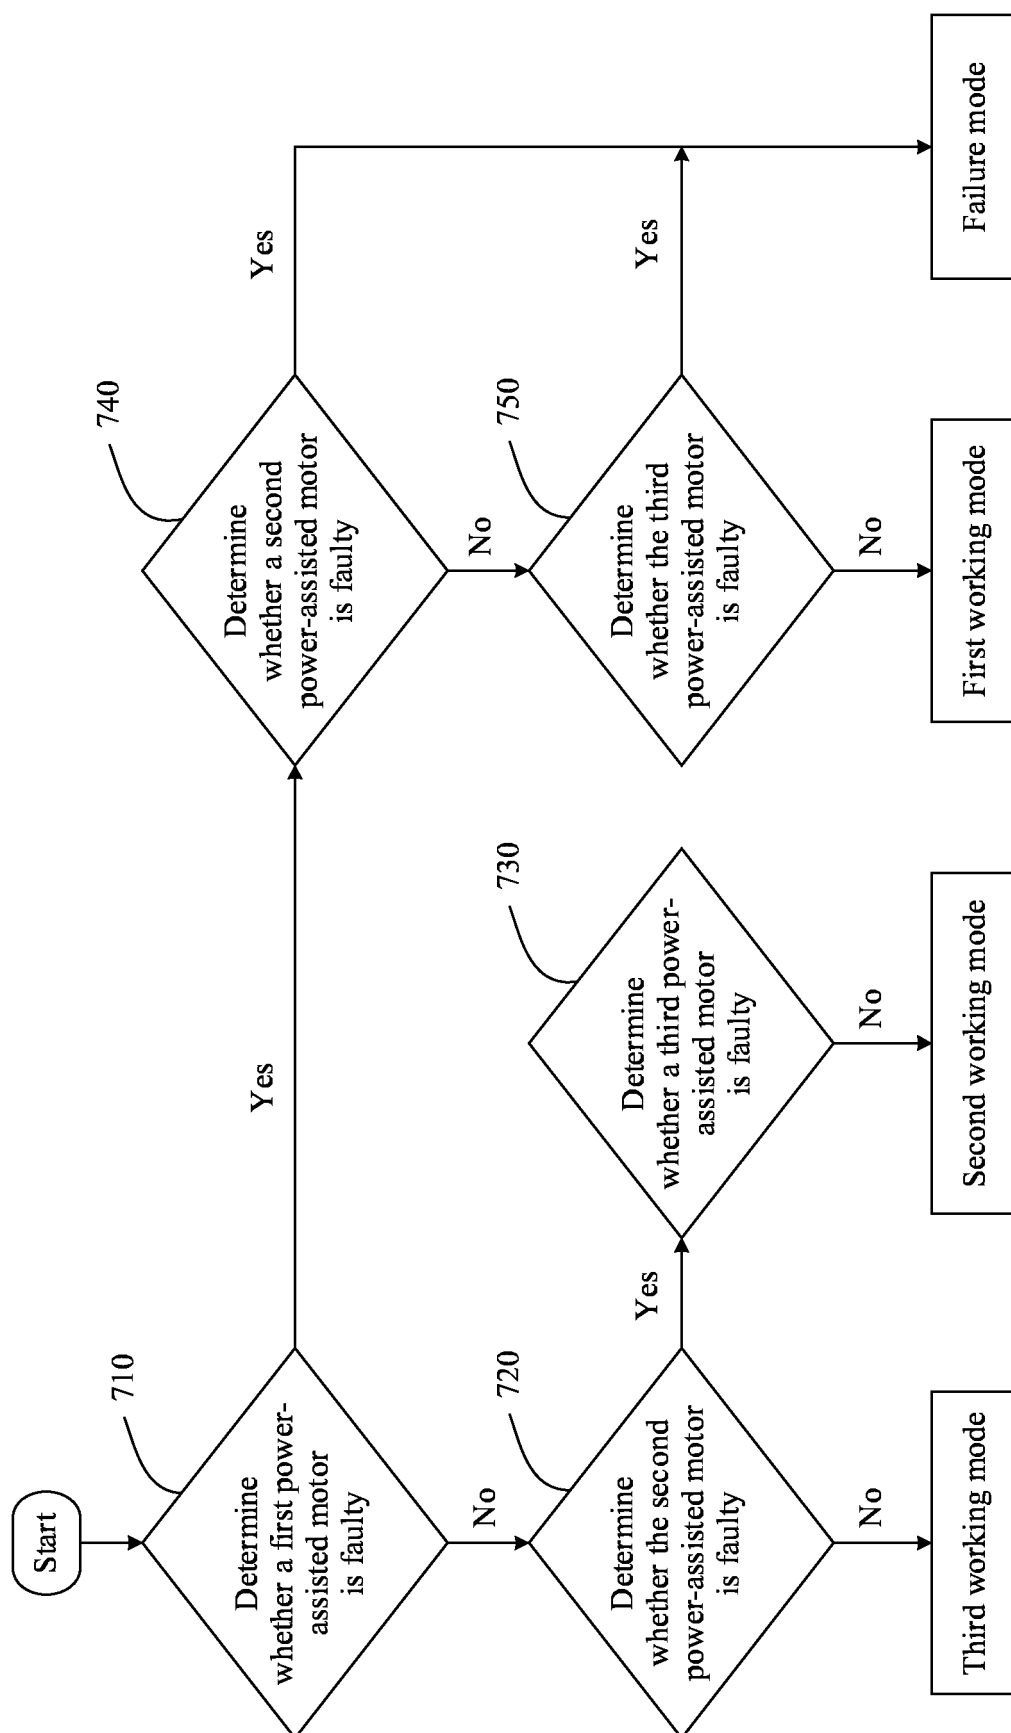 Start
710
Determine
whether a first power-
assisted motor
is faulty
Yes
740
Determine
whether a second
power-assisted motor
is faulty
Yes
No
No
720
Determine
whether the second
power-assisted motor
is faulty
Yes
730
Determine
whether a third power-
assisted motor
is faulty
750
Determine
whether the third
power-assisted motor
is faulty
Yes
No
No
No
Third working mode
Second working mode
First working mode
Failure mode